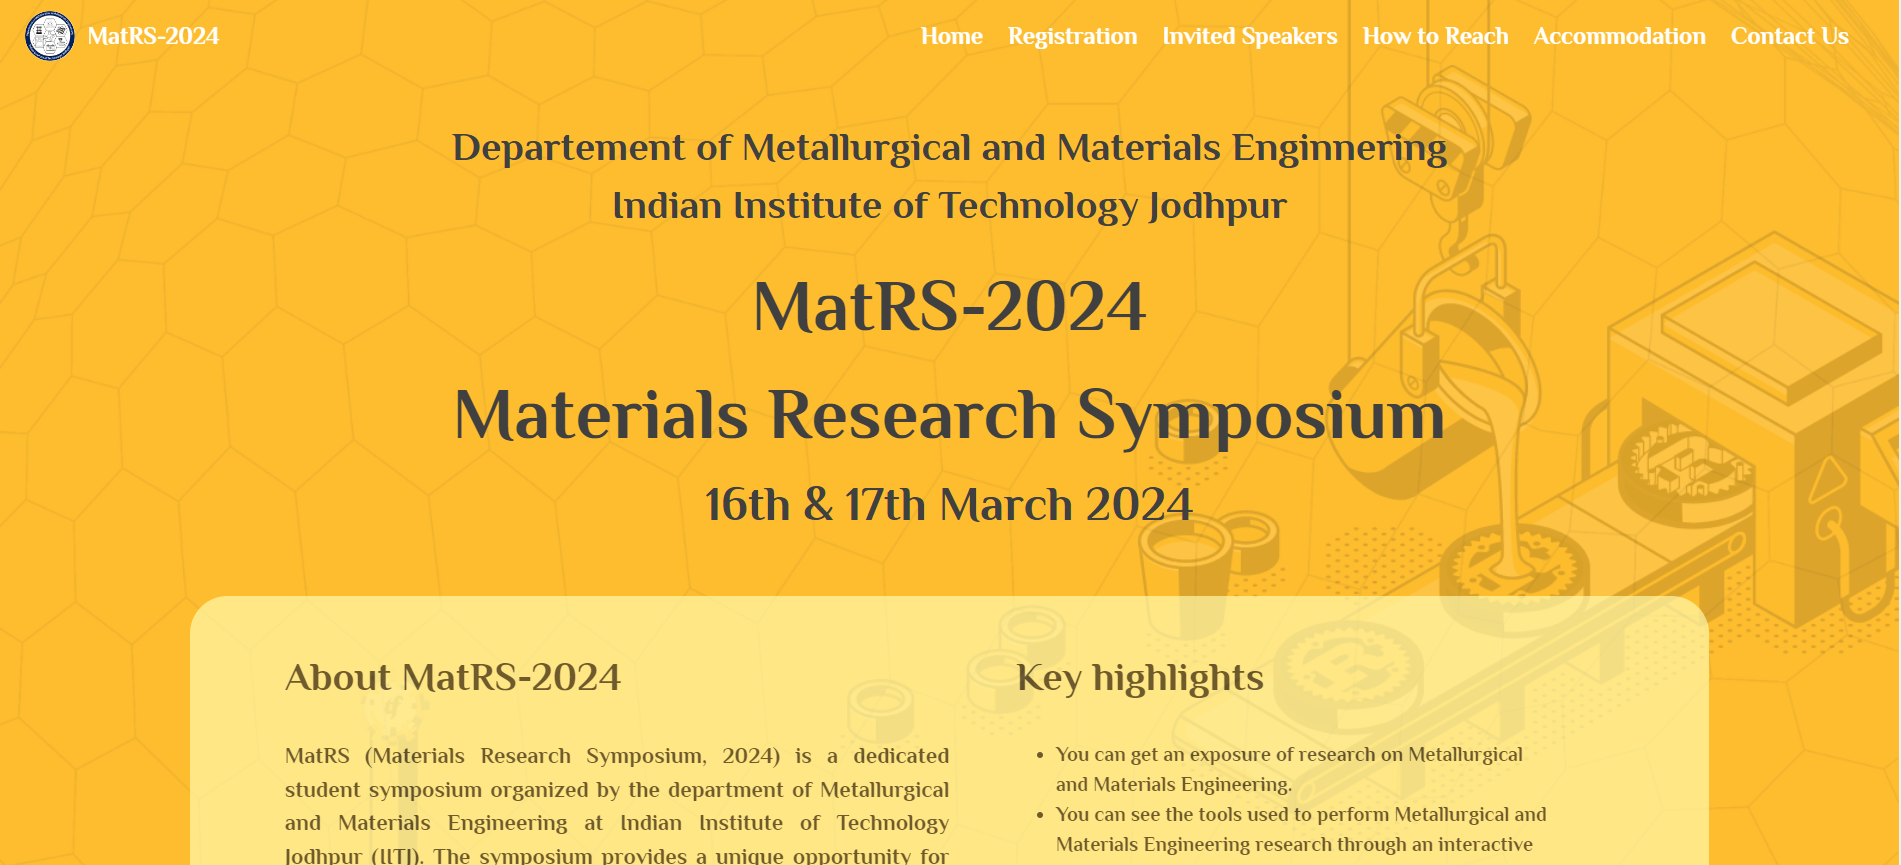 MatRS-2024
Home Registration Invited Speakers How to Reach Accommodation Contact Us
Departement of Metallurgical and Materials Enginnering
Indian Institute of Technology Jodhpur
MatRS-2024
Materials Research Symposium
16th & 17th March 2024
About MatRS-2024
MatRS (Materials Research Symposium, 2024) is a dedicated
student symposium organized by the department of Metallurgical
and Materials Engineering at Indian Institute of Technology
Jodhpur (IITJ). The symposium provides a unique opportunity for
Key highlights
• You can get an exposure of research on Metallurgical
and Materials Engineering.
• You can see the tools used to perform Metallurgical and
Materials Engineering research through an interactive